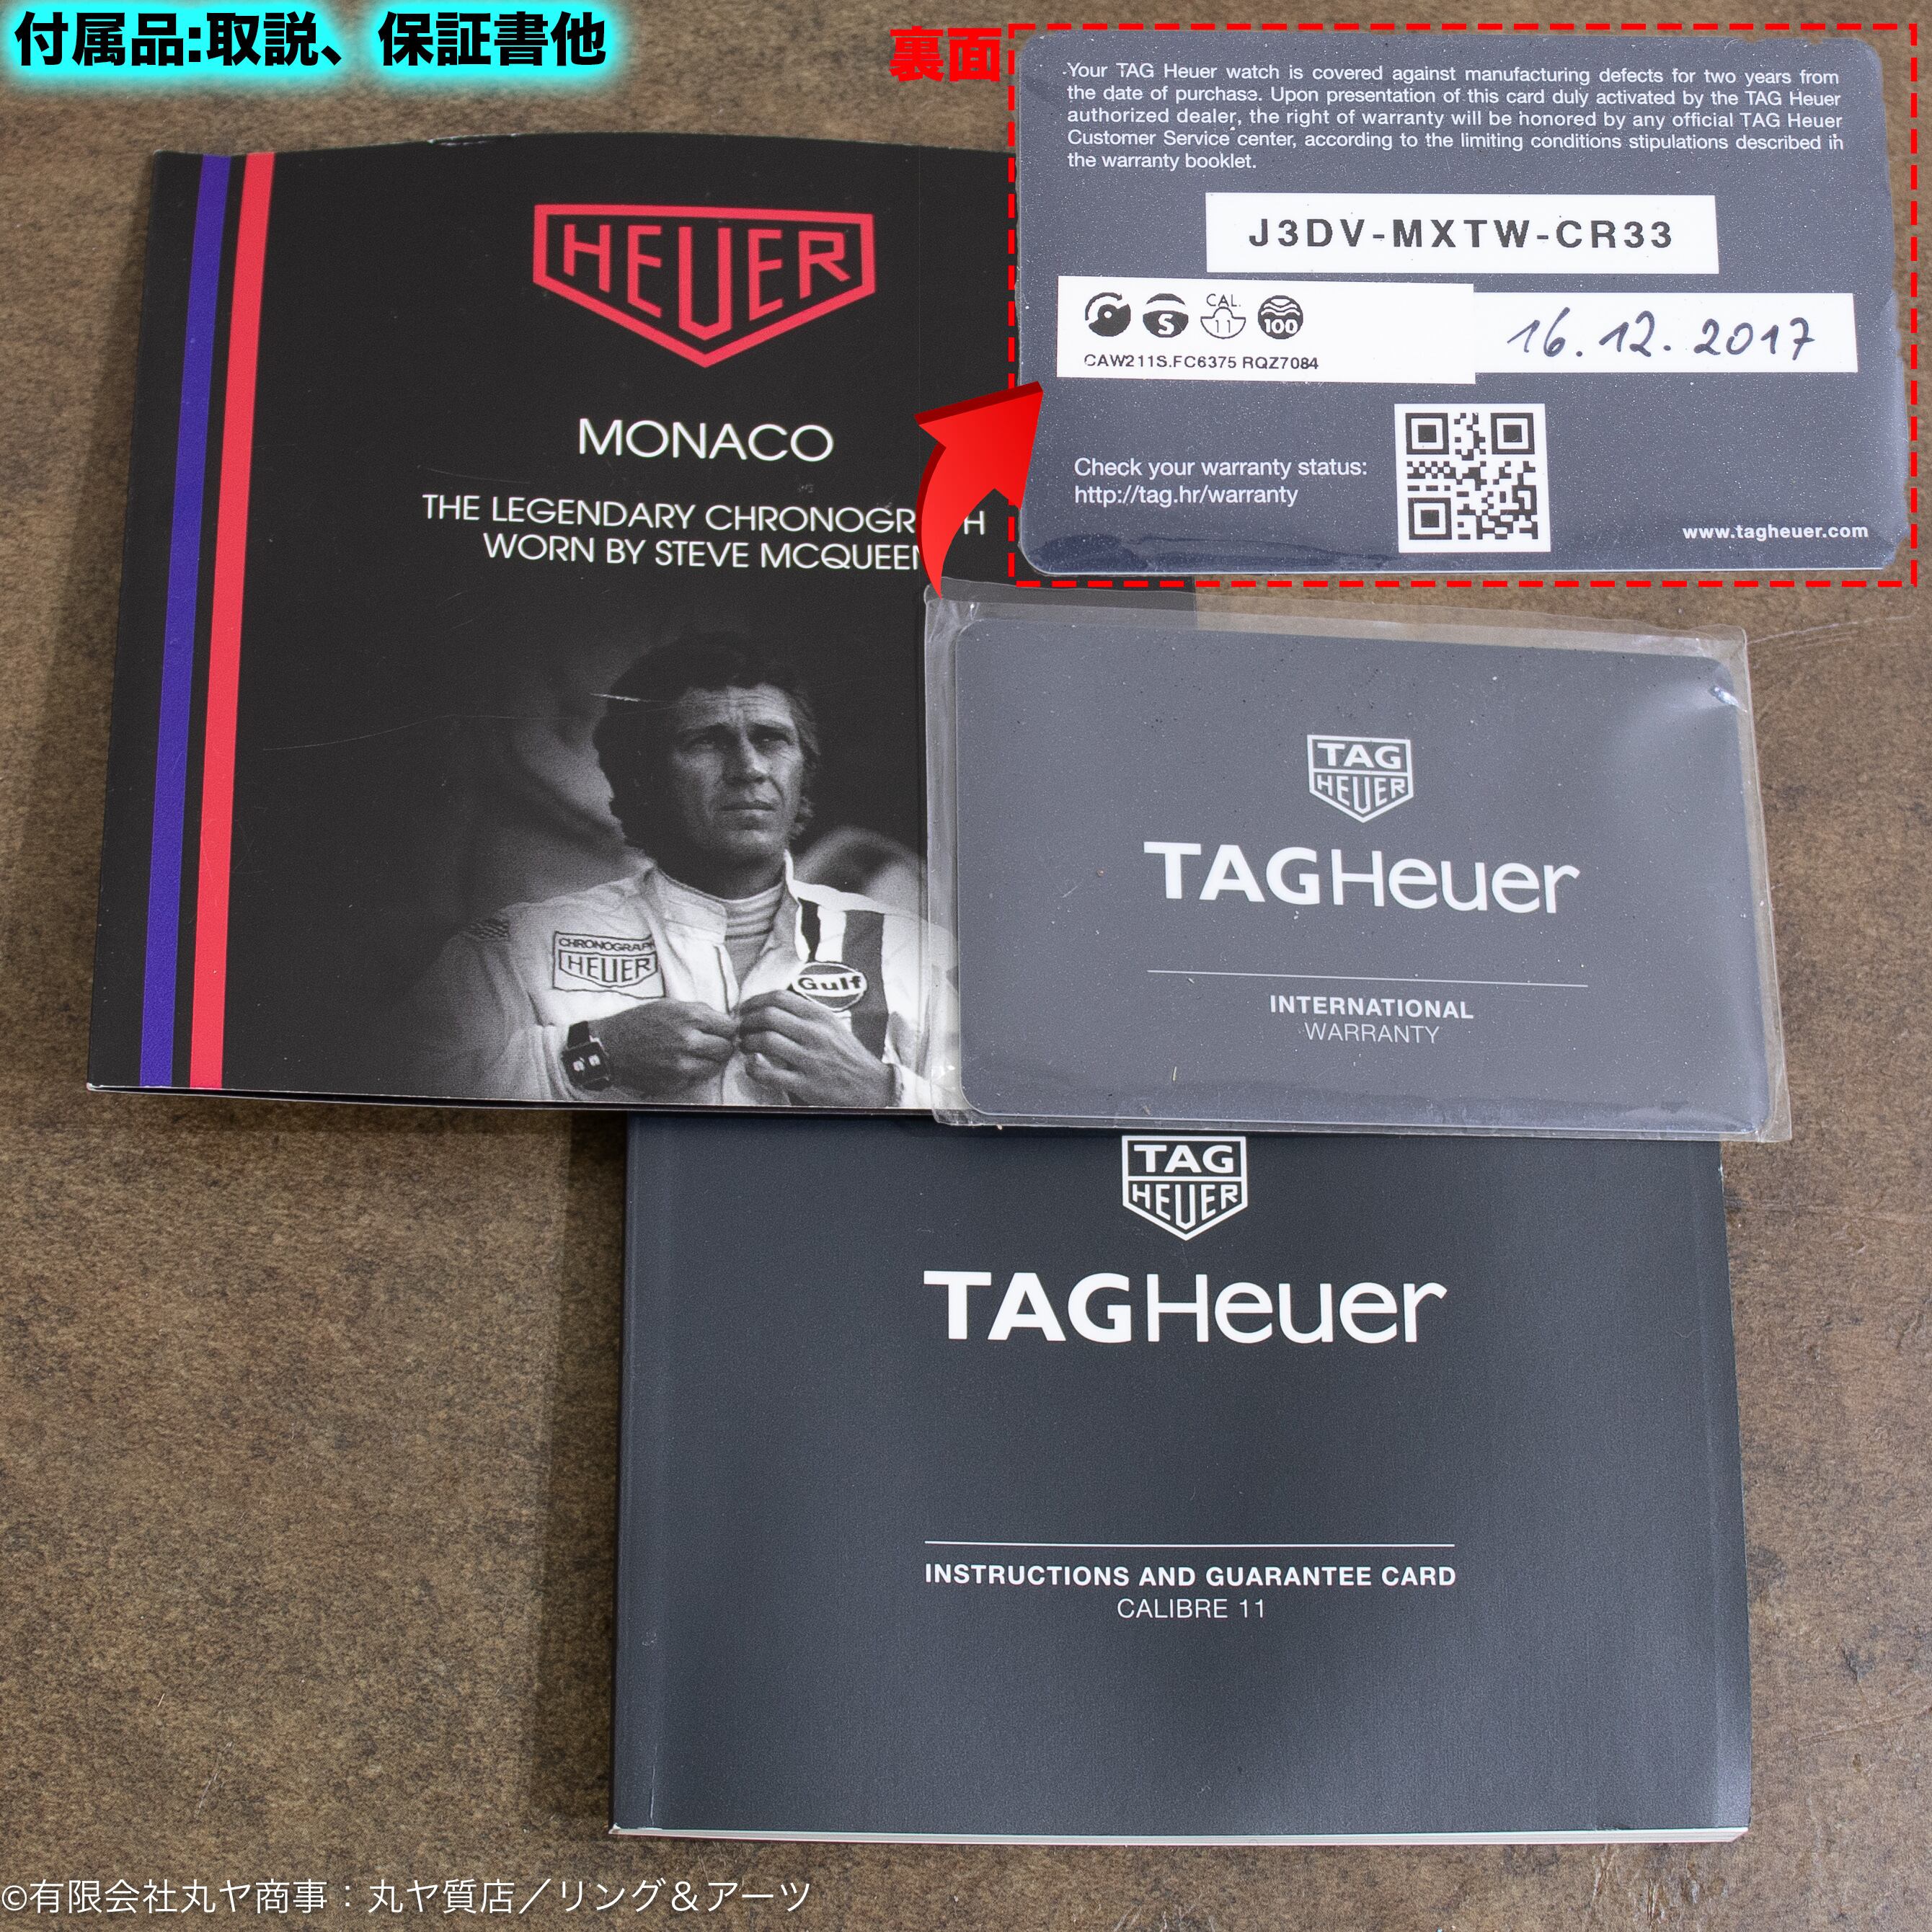 付属品:取説、保証書他
裏面
Your TAG Heuer watch is covered against manufacturing defects for two years from
the date of purchase. Upon presentation of this card duly activated by the TAG Heuer
authorized dealer, the right of warranty will be honored by any official TAG Heuer
Customer Service center, according to the limiting conditions stipulations described in
the warranty booklet.
J3DV-MXTW-CR33
S
CAL.
11
100
CAW211S.FC6375 RQZ7084
16.12.2017
Check your warranty status:
http://tag.hr/warranty
www.tagheuer.com
HEUER
MONACO
THE LEGENDARY CHRONOGR H
WORN BY STEVE MCQUEEN
CHRONOGRAPH
HEUER
Gulf
TAG
HEUER
TAGHeuer
INTERNATIONAL
WARRANTY
TAG
HEUER
TAGHeuer
INSTRUCTIONS AND GUARANTEE CARD
CALIBRE 11
©有限会社丸ヤ商事：丸ヤ質店／リング＆アーツ